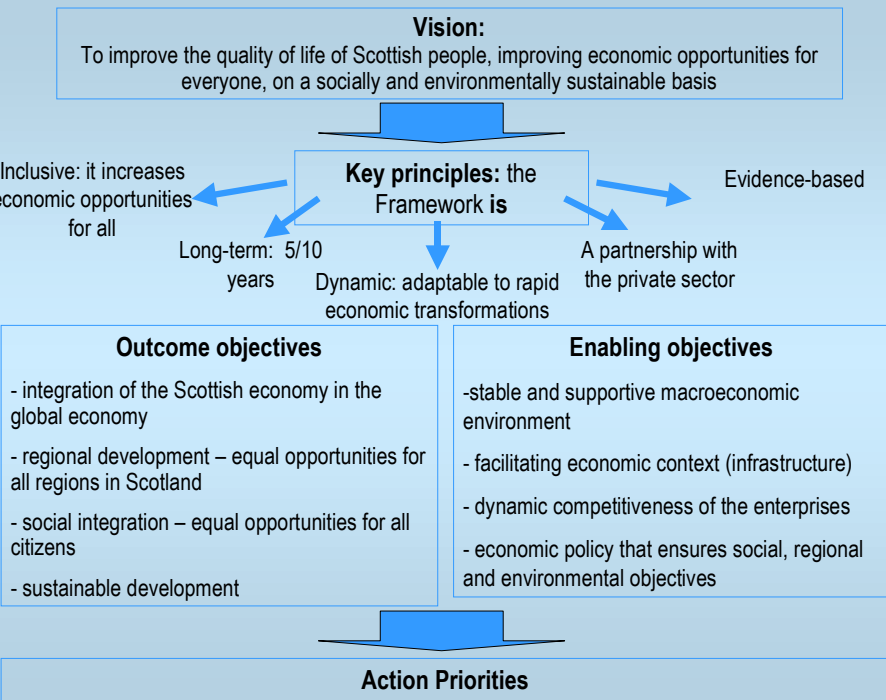 Vision:
To improve the quality of life of Scottish people, improving economic opportunities for
everyone, on a socially and environmentally sustainable basis
Key principles: the
Framework is
Inclusive: it increases
economic opportunities
for all
Long-term: 5/10
years
Dynamic: adaptable to rapid
economic transformations
A partnership with
the private sector
Evidence-based
Outcome objectives
- integration of the Scottish economy in the
global economy
- regional development – equal opportunities for
all regions in Scotland
- social integration – equal opportunities for all
citizens
- sustainable development
Enabling objectives
-stable and supportive macroeconomic
environment
- facilitating economic context (infrastructure)
- dynamic competitiveness of the enterprises
- economic policy that ensures social, regional
and environmental objectives
Action Priorities